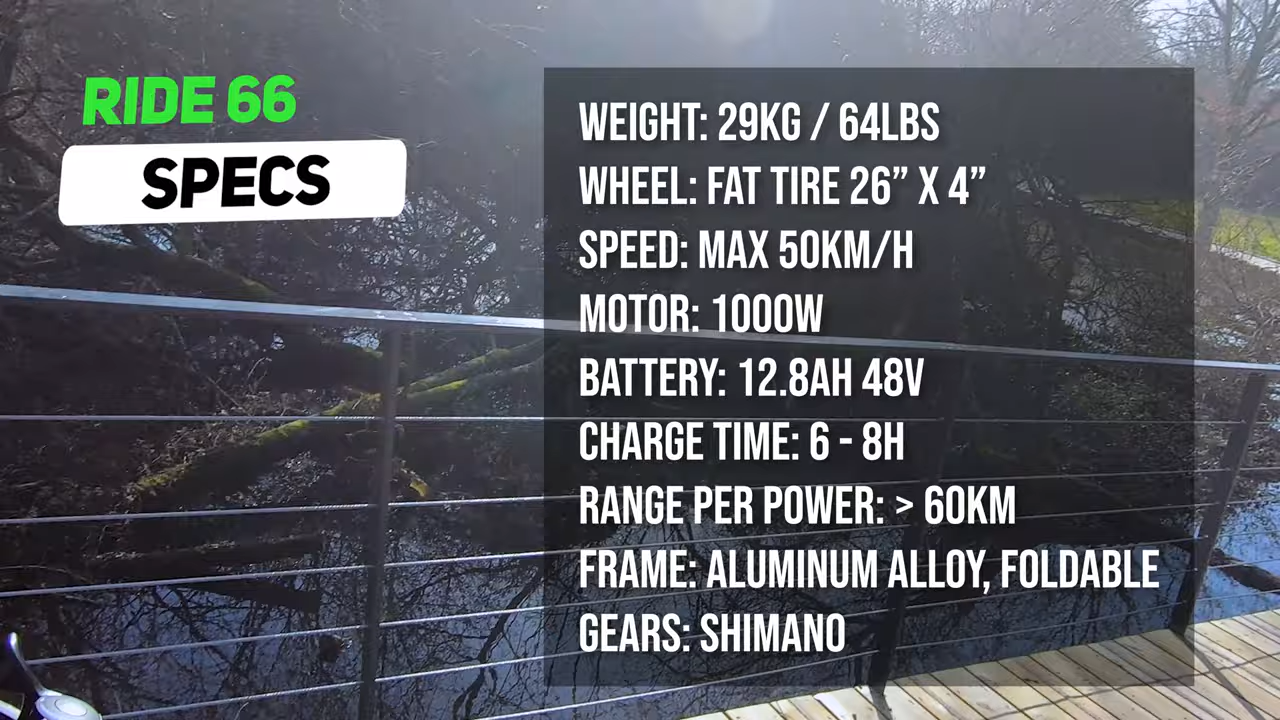 RIDE 66
SPECS
WEIGHT: 29KG / 64LBS
WHEEL: FAT TIRE 26” X 4”
SPEED: MAX 50KM/H
MOTOR: 1000W
BATTERY: 12.8AH 48V
CHARGE TIME: 6 - 8H
RANGE PER POWER: > 60KM
FRAME: ALUMINUM ALLOY, FOLDABLE
GEARS: SHIMANO